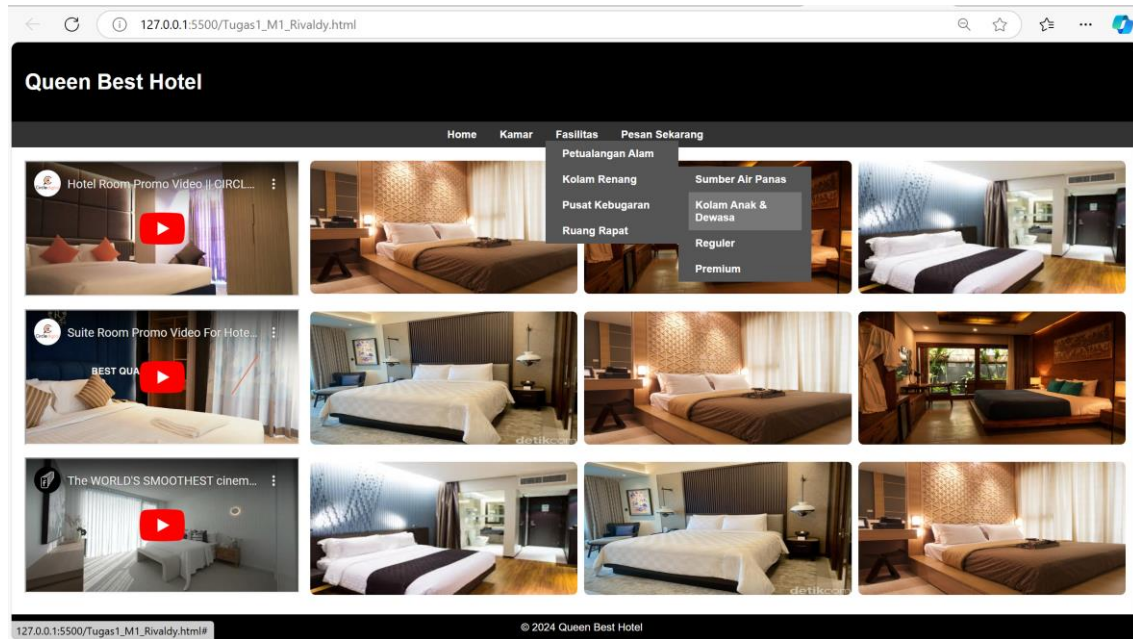 127.0.0.1:5500/Tugas1_M1_Rivaldy.html
Queen Best Hotel
Home Kamar Fasilitas Pesan Sekarang
Petualangan Alam
Kolam Renang
Pusat Kebugaran
Ruang Rapat
Sumber Air Panas
Kolam Anak &
Dewasa
Reguler
Premium
Hotel Room Promo Video || CIRCL...
Suite Room Promo Video For Hote...
BEST QUA
detikcom
The WORLD'S SMOOTHEST cinem...
detikcom
© 2024 Queen Best Hotel
127.0.0.1:5500/Tugas1_M1_Rivaldy.html#